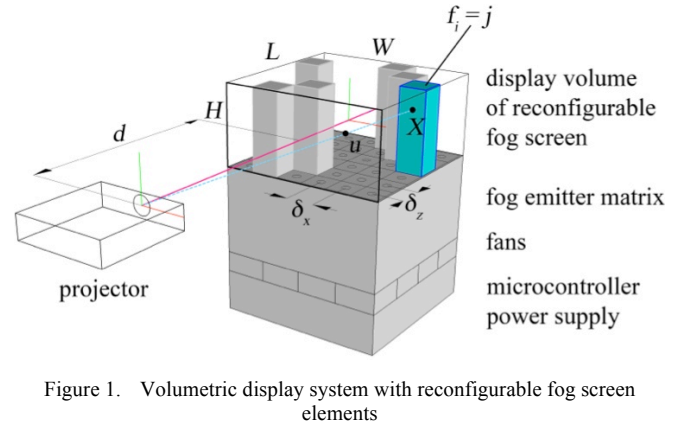 f_i = j
L
W
H
d
X
u
δ_x
δ_z
display volume
of reconfigurable
fog screen
fog emitter matrix
fans
microcontroller
power supply
projector
Figure 1. Volumetric display system with reconfigurable fog screen
elements